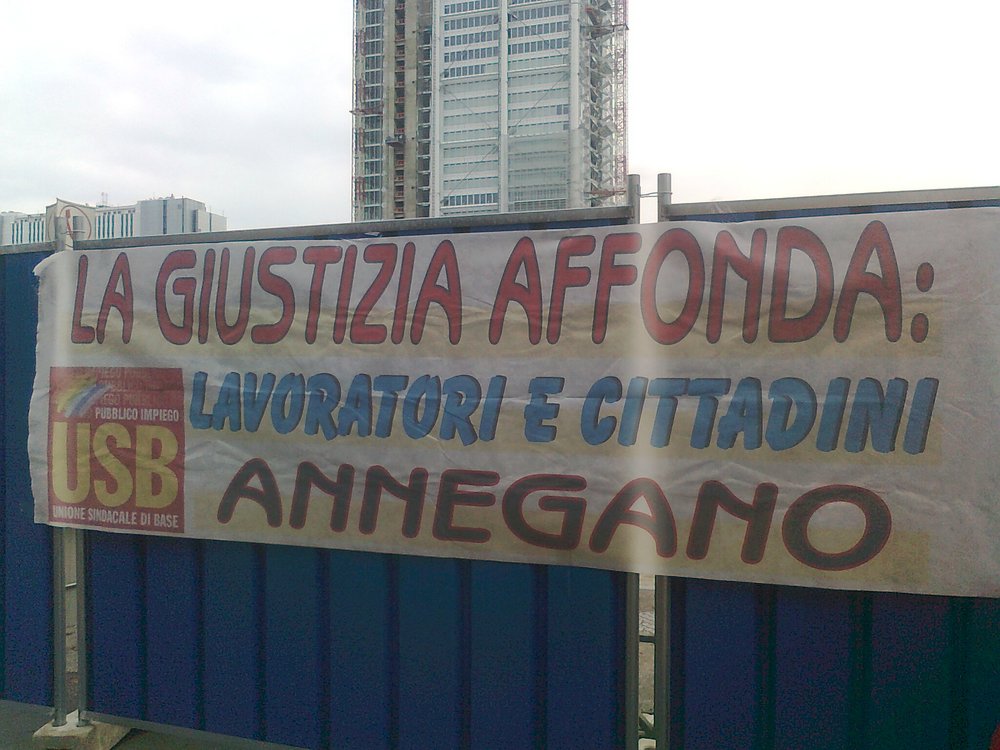 LA GIUSTIZIA AFFONDA:
LAVORATORI E CITTADINI
ANNEGANO
PUBBLICO IMPIEGO
USB
UNIONE SINDACALE DI BASE